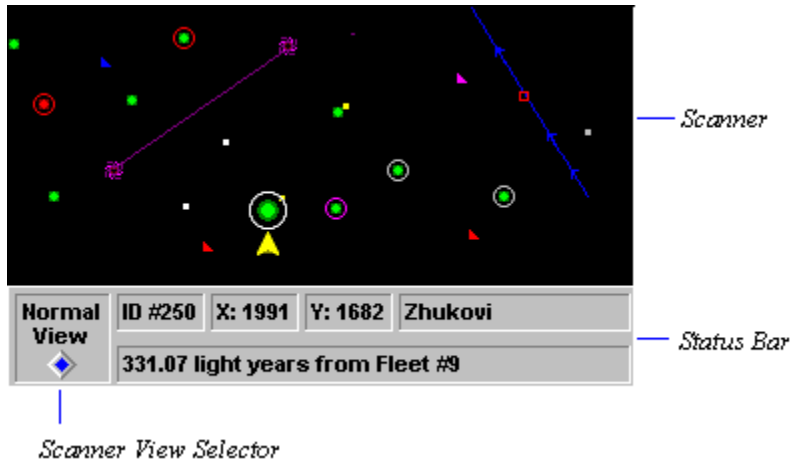 Scanner
Normal
View
ID #250
X: 1991
Y: 1682
Zhukovi
331.07 light years from Fleet #9
Status Bar
Scanner View Selector